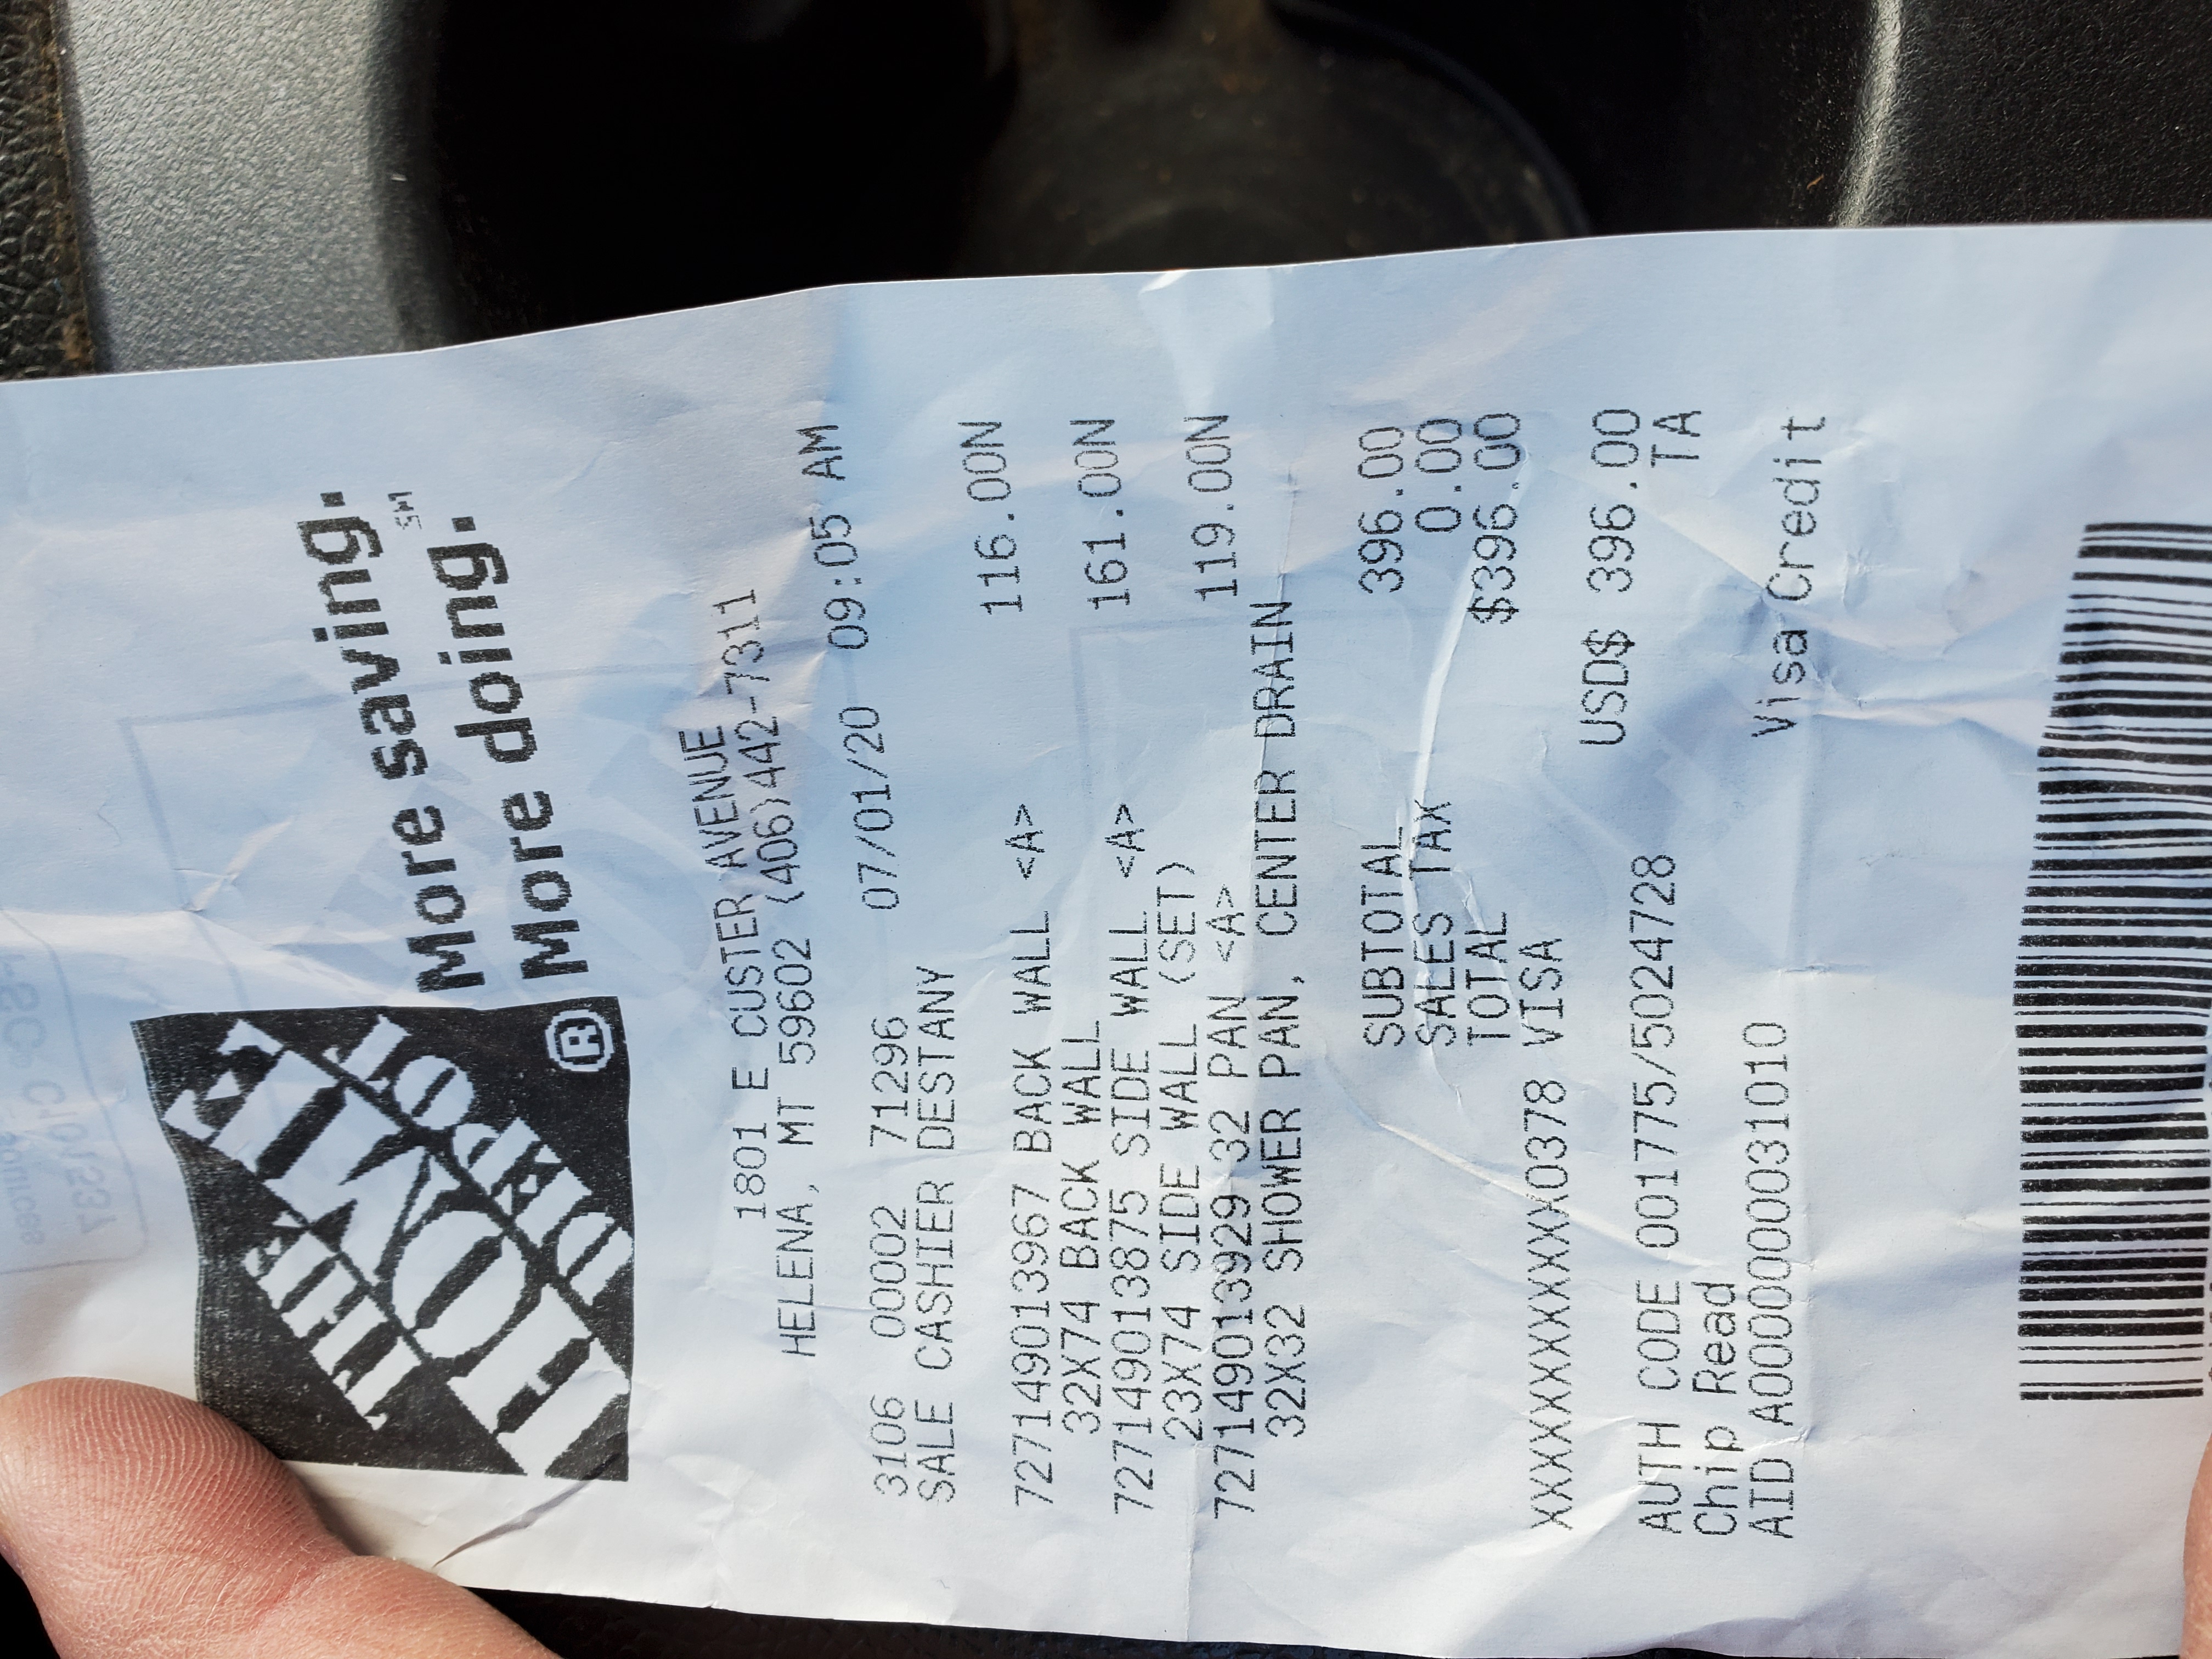 THE
HOME
DEPOT
®
More saving.
More doing.℠
1801 E CUSTER AVENUE
HELENA, MT 59602 (406)442-7311
3106 00002 71296 07/01/20 09:05 AM
SALE CASHIER DESTANY
727149013967 BACK WALL <A> 116.00N
32X74 BACK WALL
727149013875 SIDE WALL <A> 161.00N
23X74 SIDE WALL (SET)
727149013929 32 PAN <A> 119.00N
32X32 SHOWER PAN, CENTER DRAIN
SUBTOTAL 396.00
SALES TAX 0.00
TOTAL $396.00
XXXXXXXXXXXX0378 VISA
USD$ 396.00
AUTH CODE 001775/5024728 TA
Chip Read
AID A0000000031010 Visa Credit